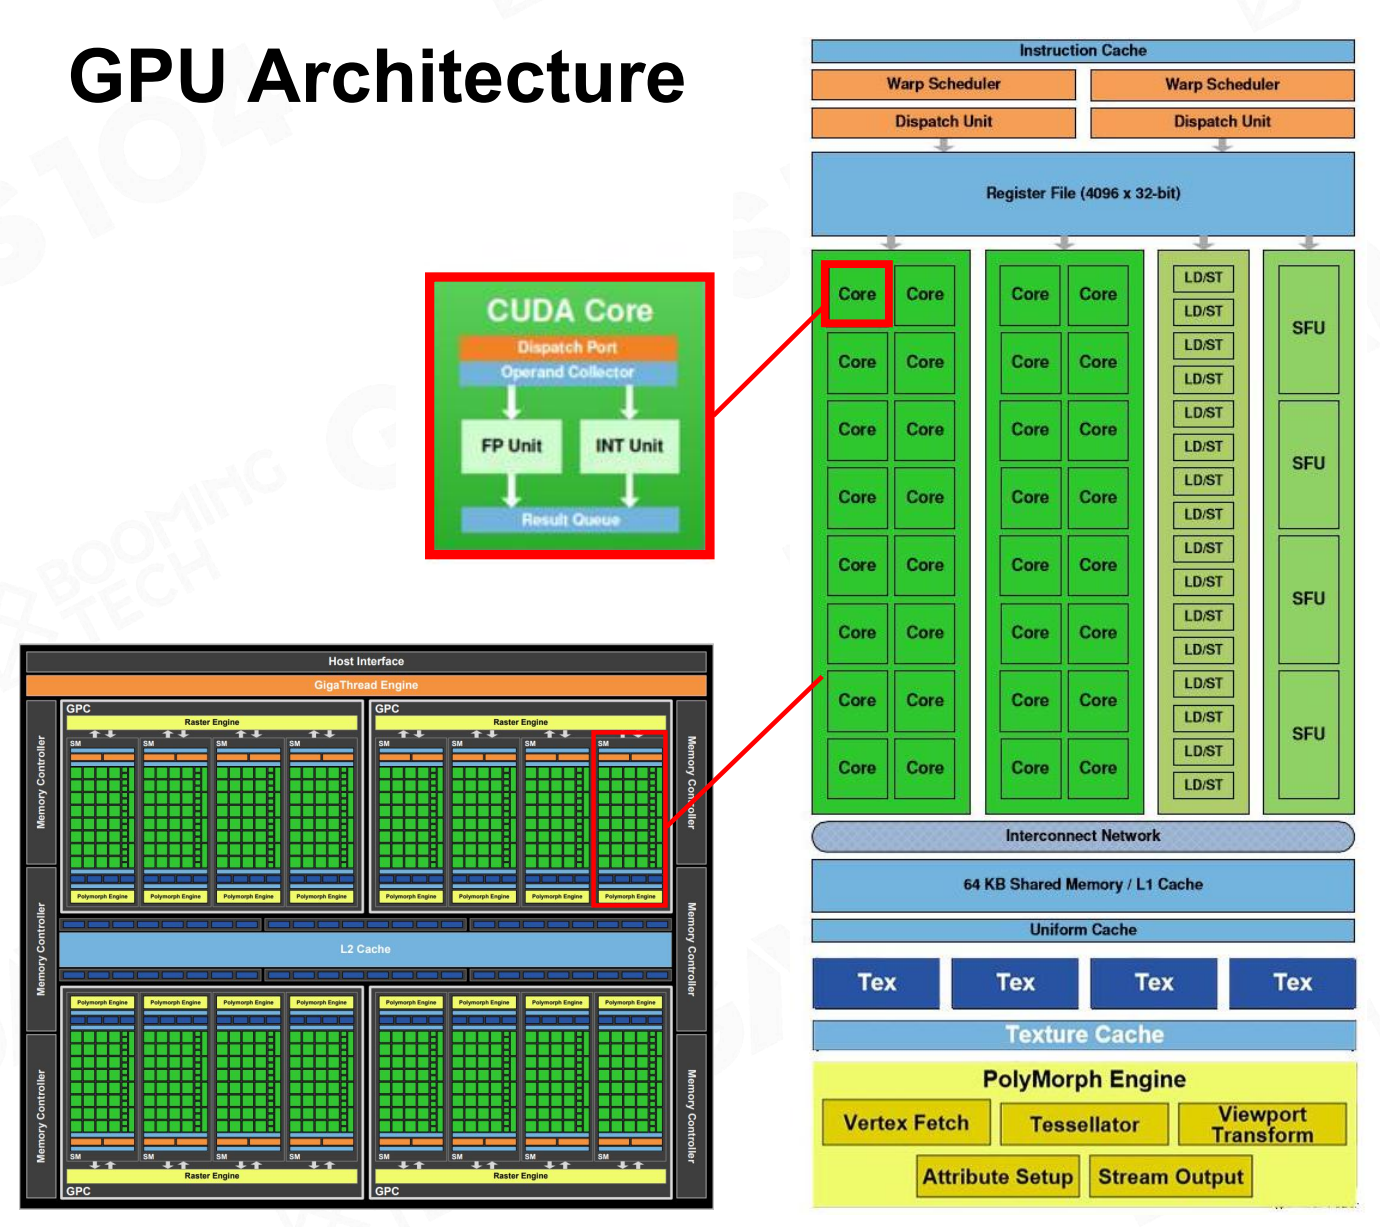 GPU Architecture
Instruction Cache
Warp Scheduler Warp Scheduler
Dispatch Unit Dispatch Unit
Register File (4096 x 32-bit)
Core Core Core Core LD/ST SFU
LD/ST
Core Core Core Core LD/ST
LD/ST
Core Core Core Core LD/ST SFU
LD/ST
Core Core Core Core LD/ST
LD/ST
Core Core Core Core LD/ST SFU
LD/ST
Core Core Core Core LD/ST
LD/ST
Core Core Core Core LD/ST SFU
LD/ST
Core Core Core Core LD/ST
LD/ST
Interconnect Network
64 KB Shared Memory / L1 Cache
Uniform Cache
Tex Tex Tex Tex
Texture Cache
PolyMorph Engine
Vertex Fetch Tessellator Viewport
Transform
Attribute Setup Stream Output
CUDA Core
Dispatch Port
Operand Collector
FP Unit INT Unit
Result Queue
Host Interface
GigaThread Engine
GPC GPC
Raster Engine Raster Engine
SM SM SM SM SM SM SM SM
Polymorph Engine Polymorph Engine Polymorph Engine Polymorph Engine Polymorph Engine Polymorph Engine Polymorph Engine Polymorph Engine
Memory Controller Memory Controller
L2 Cache
Memory Controller Memory Controller
Polymorph Engine Polymorph Engine Polymorph Engine Polymorph Engine Polymorph Engine Polymorph Engine Polymorph Engine Polymorph Engine
Memory Controller Memory Controller
SM SM SM SM SM SM SM SM
Raster Engine Raster Engine
GPC GPC
BOOMING
TECH